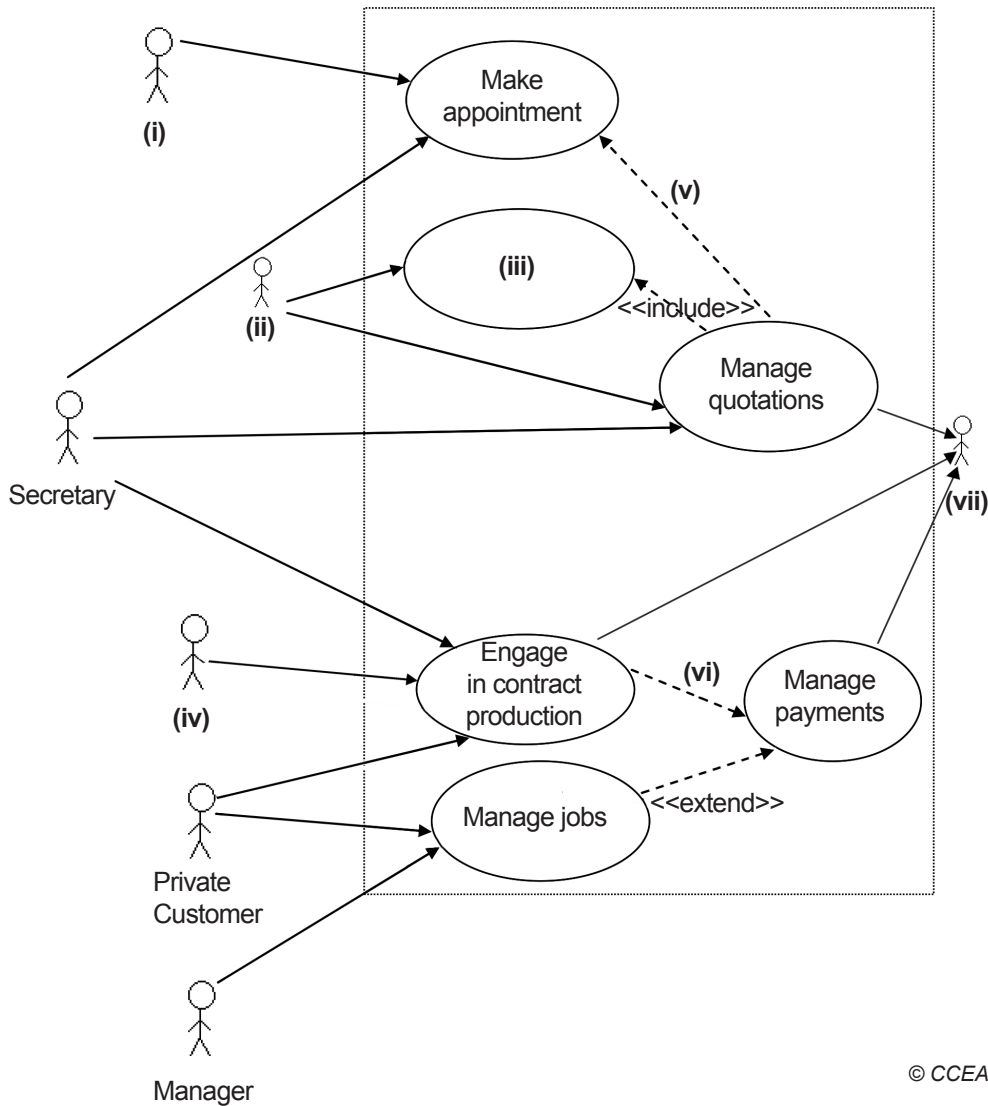 Make
appointment
(i)
(v)
(iii)
(ii)
<<include>>
Manage
quotations
Secretary
(vii)
Engage
in contract
production
(vi)
Manage
payments
(iv)
Manage jobs
<<extend>>
Private
Customer
Manager
© CCEA